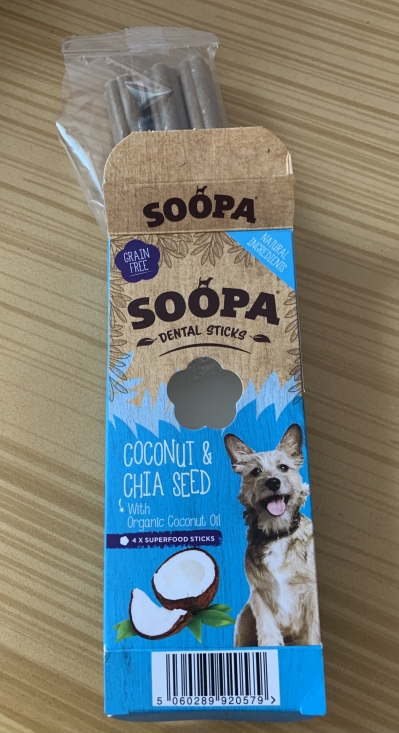 SOOPA
GRAIN
FREE
NATURAL
INGREDIENTS
SOOPA
DENTAL STICKS
COCONUT &
CHIA SEED
With
Organic Coconut Oil
4 X SUPERFOOD STICKS
5 060289 920579 >